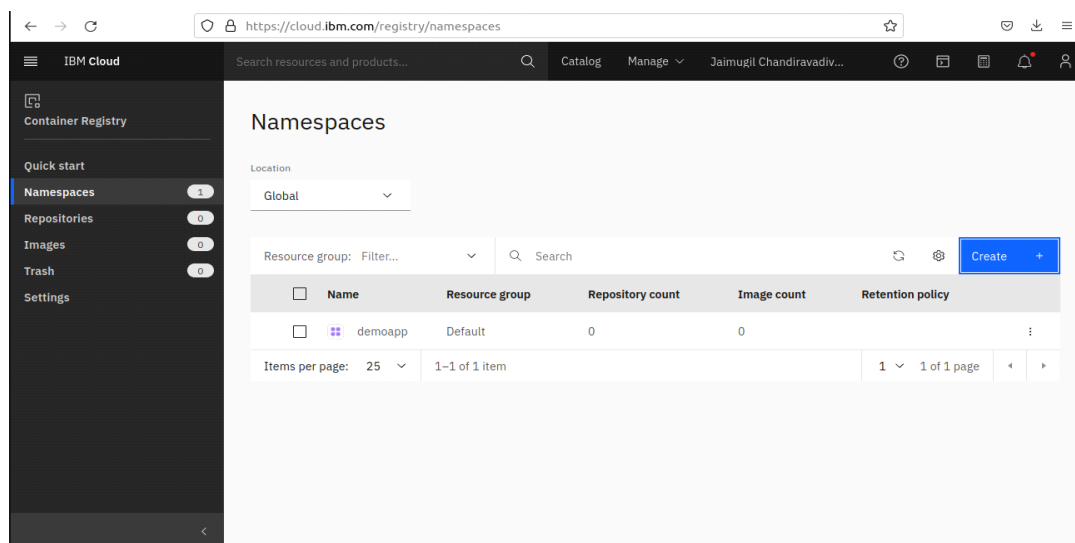 https://cloud.ibm.com/registry/namespaces
IBM Cloud
Search resources and products...
Catalog
Manage
Jaimugil Chandiravadiv...
Container Registry
Quick start
Namespaces 1
Repositories 0
Images 0
Trash 0
Settings
Namespaces
Location
Global
Resource group: Filter...
Search
Create +
Name Resource group Repository count Image count Retention policy
demoapp Default 0 0
Items per page: 25 1–1 of 1 item 1 1 of 1 page